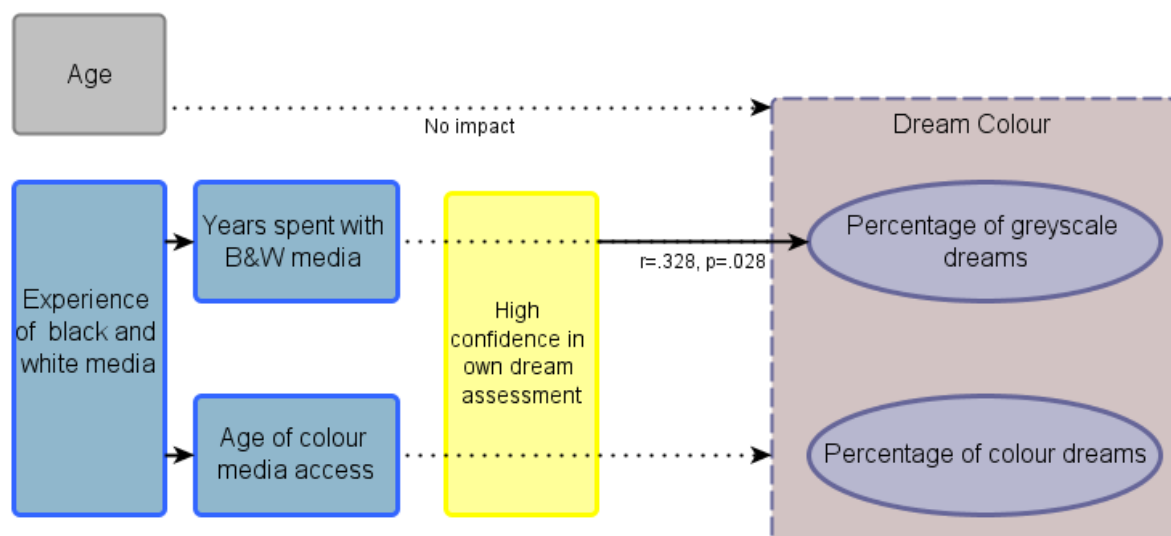 Age
No impact
Dream Colour
Experience
of black and
white media
Years spent with
B&W media
High
confidence in
own dream
assessment
r=.328, p=.028
Percentage of greyscale
dreams
Age of colour
media access
Percentage of colour dreams